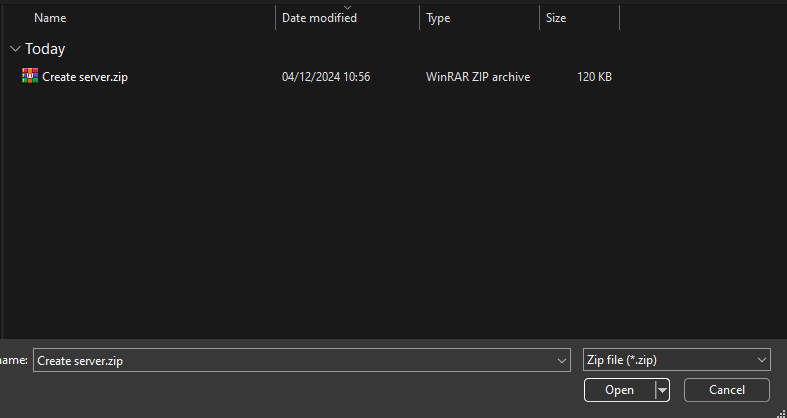 Name Date modified Type Size
Today
Create server.zip 04/12/2024 10:56 WinRAR ZIP archive 120 KB
name: Create server.zip Zip file (*.zip)
Open Cancel